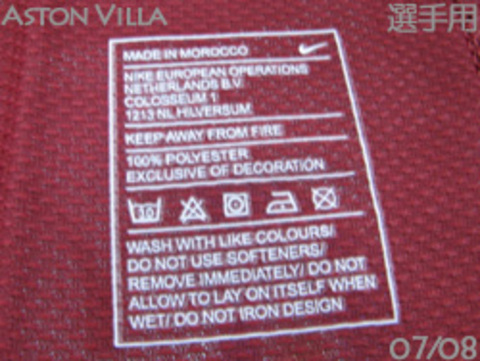 ASTON VILLA
選手用
MADE IN MOROCCO
NIKE EUROPEAN OPERATIONS
NETHERLANDS B.V.
COLOSSEUM 1
1213 NL HILVERSUM
KEEP AWAY FROM FIRE
100% POLYESTER
EXCLUSIVE OF DECORATION
30
WASH WITH LIKE COLOURS/
DO NOT USE SOFTENERS/
REMOVE IMMEDIATELY/ DO NOT
ALLOW TO LAY ON ITSELF WHEN
WET/ DO NOT IRON DESIGN
07/08